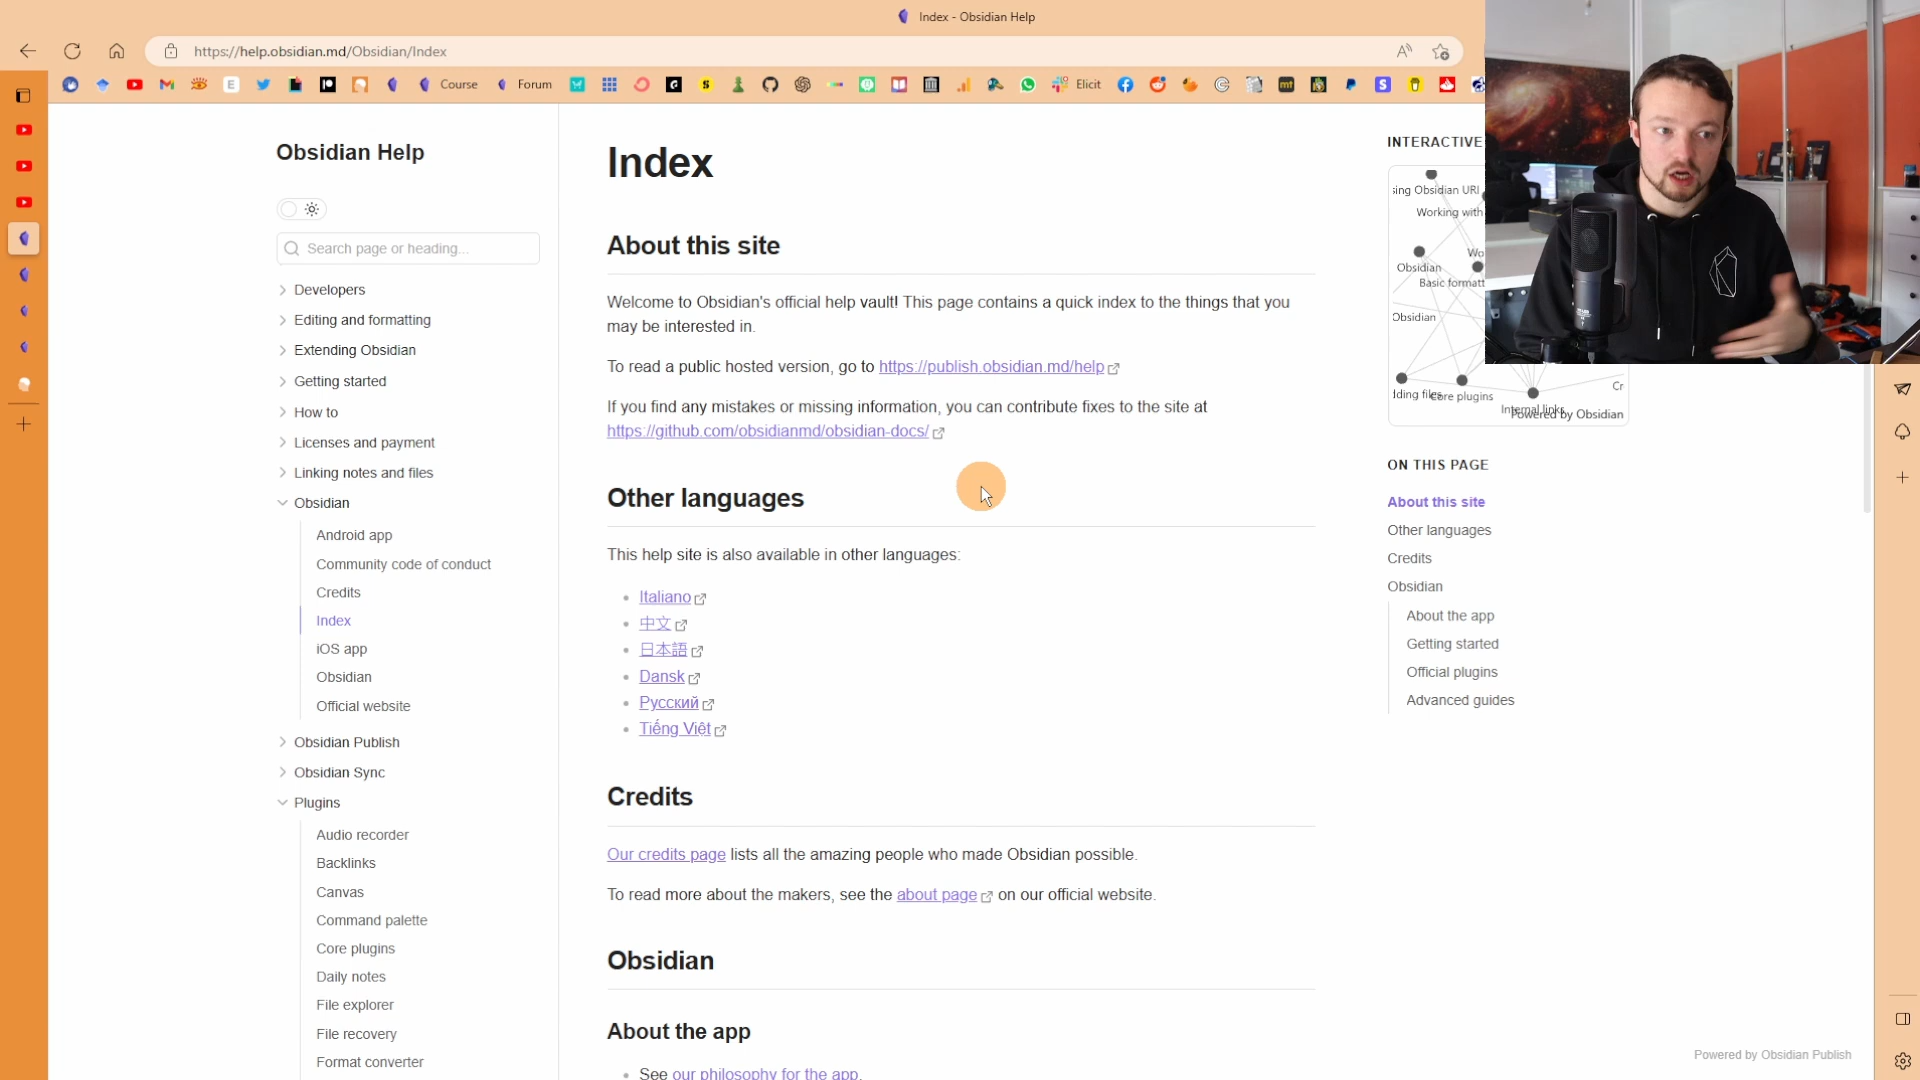 Index - Obsidian Help
https://help.obsidian.md/Obsidian/Index
Course
Forum
Elicit
Obsidian Help
Search page or heading...
Developers
Editing and formatting
Extending Obsidian
Getting started
How to
Licenses and payment
Linking notes and files
Obsidian
Android app
Community code of conduct
Credits
Index
iOS app
Obsidian
Official website
Obsidian Publish
Obsidian Sync
Plugins
Audio recorder
Backlinks
Canvas
Command palette
Core plugins
Daily notes
File explorer
File recovery
Format converter
Index
About this site
Welcome to Obsidian's official help vault! This page contains a quick index to the things that you
may be interested in.
To read a public hosted version, go to https://publish.obsidian.md/help
If you find any mistakes or missing information, you can contribute fixes to the site at
https://github.com/obsidianmd/obsidian-docs/
Other languages
This help site is also available in other languages:
Italiano
中文
日本語
Dansk
Русский
Tiếng Việt
Credits
Our credits page lists all the amazing people who made Obsidian possible.
To read more about the makers, see the about page on our official website.
Obsidian
About the app
See our philosophy for the app.
INTERACTIVE
sing Obsidian URI
Working with
Wo
Obsidian
Basic formatt
Obsidian
Cr
dding files
Core plugins
Internal links
Powered by Obsidian
ON THIS PAGE
About this site
Other languages
Credits
Obsidian
About the app
Getting started
Official plugins
Advanced guides
Powered by Obsidian Publish